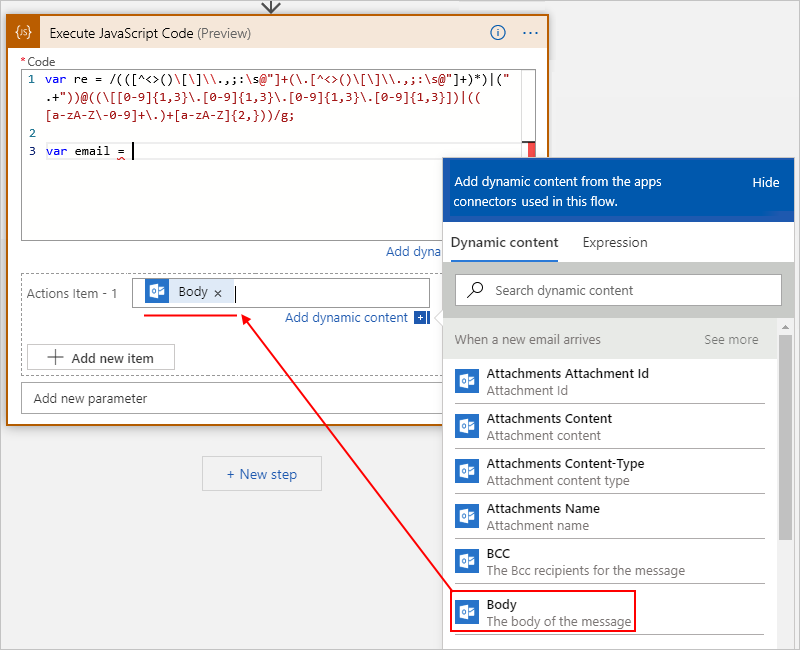 {JS}
Execute JavaScript Code (Preview)
* Code
1 var re = /(([^<>()\[\]\\.,;:\s@"]+(\.[^<>()\[\]\\.,;:\s@"]+)*)|("
.+"))@((\[[0-9]{1,3}\.[0-9]{1,3}\.[0-9]{1,3}\.[0-9]{1,3}])|((
[a-zA-Z\-0-9]+\.)+[a-zA-Z]{2,}))/g;
2
3 var email =
Add dyna
Actions Item - 1
Body ×
Add dynamic content
Add new item
Add new parameter
+ New step
Add dynamic content from the apps
connectors used in this flow.
Hide
Dynamic content
Expression
Search dynamic content
When a new email arrives
See more
Attachments Attachment Id
Attachment Id
Attachments Content
Attachment content
Attachments Content-Type
Attachment content type
Attachments Name
Attachment name
BCC
The Bcc recipients for the message
Body
The body of the message